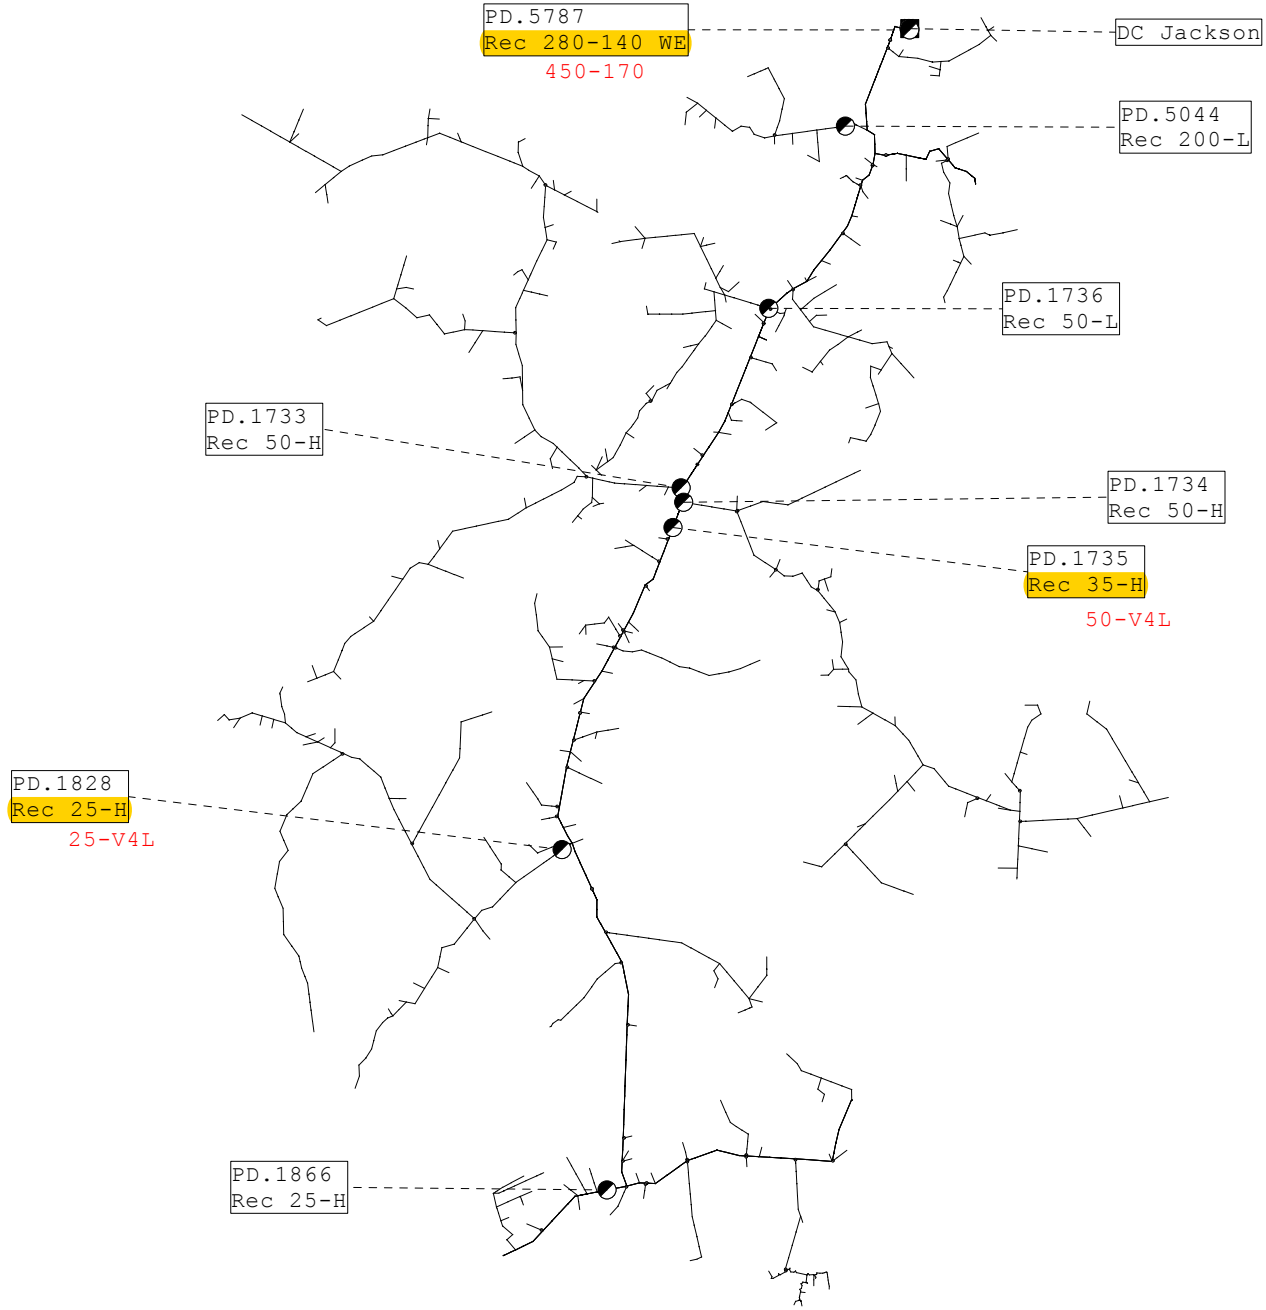 PD.5787
Rec 280-140 WE
450-170
DC Jackson
PD.5044
Rec 200-L
PD.1736
Rec 50-L
PD.1733
Rec 50-H
PD.1734
Rec 50-H
PD.1735
Rec 35-H
50-V4L
PD.1828
Rec 25-H
25-V4L
PD.1866
Rec 25-H